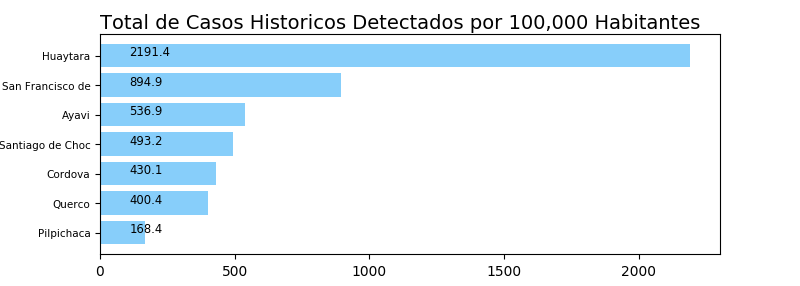 Total de Casos Historicos Detectados por 100,000 Habitantes
Huaytara 2191.4
San Francisco de 894.9
Ayavi 536.9
Santiago de Choc 493.2
Cordova 430.1
Querco 400.4
Pilpichaca 168.4
0 500 1000 1500 2000